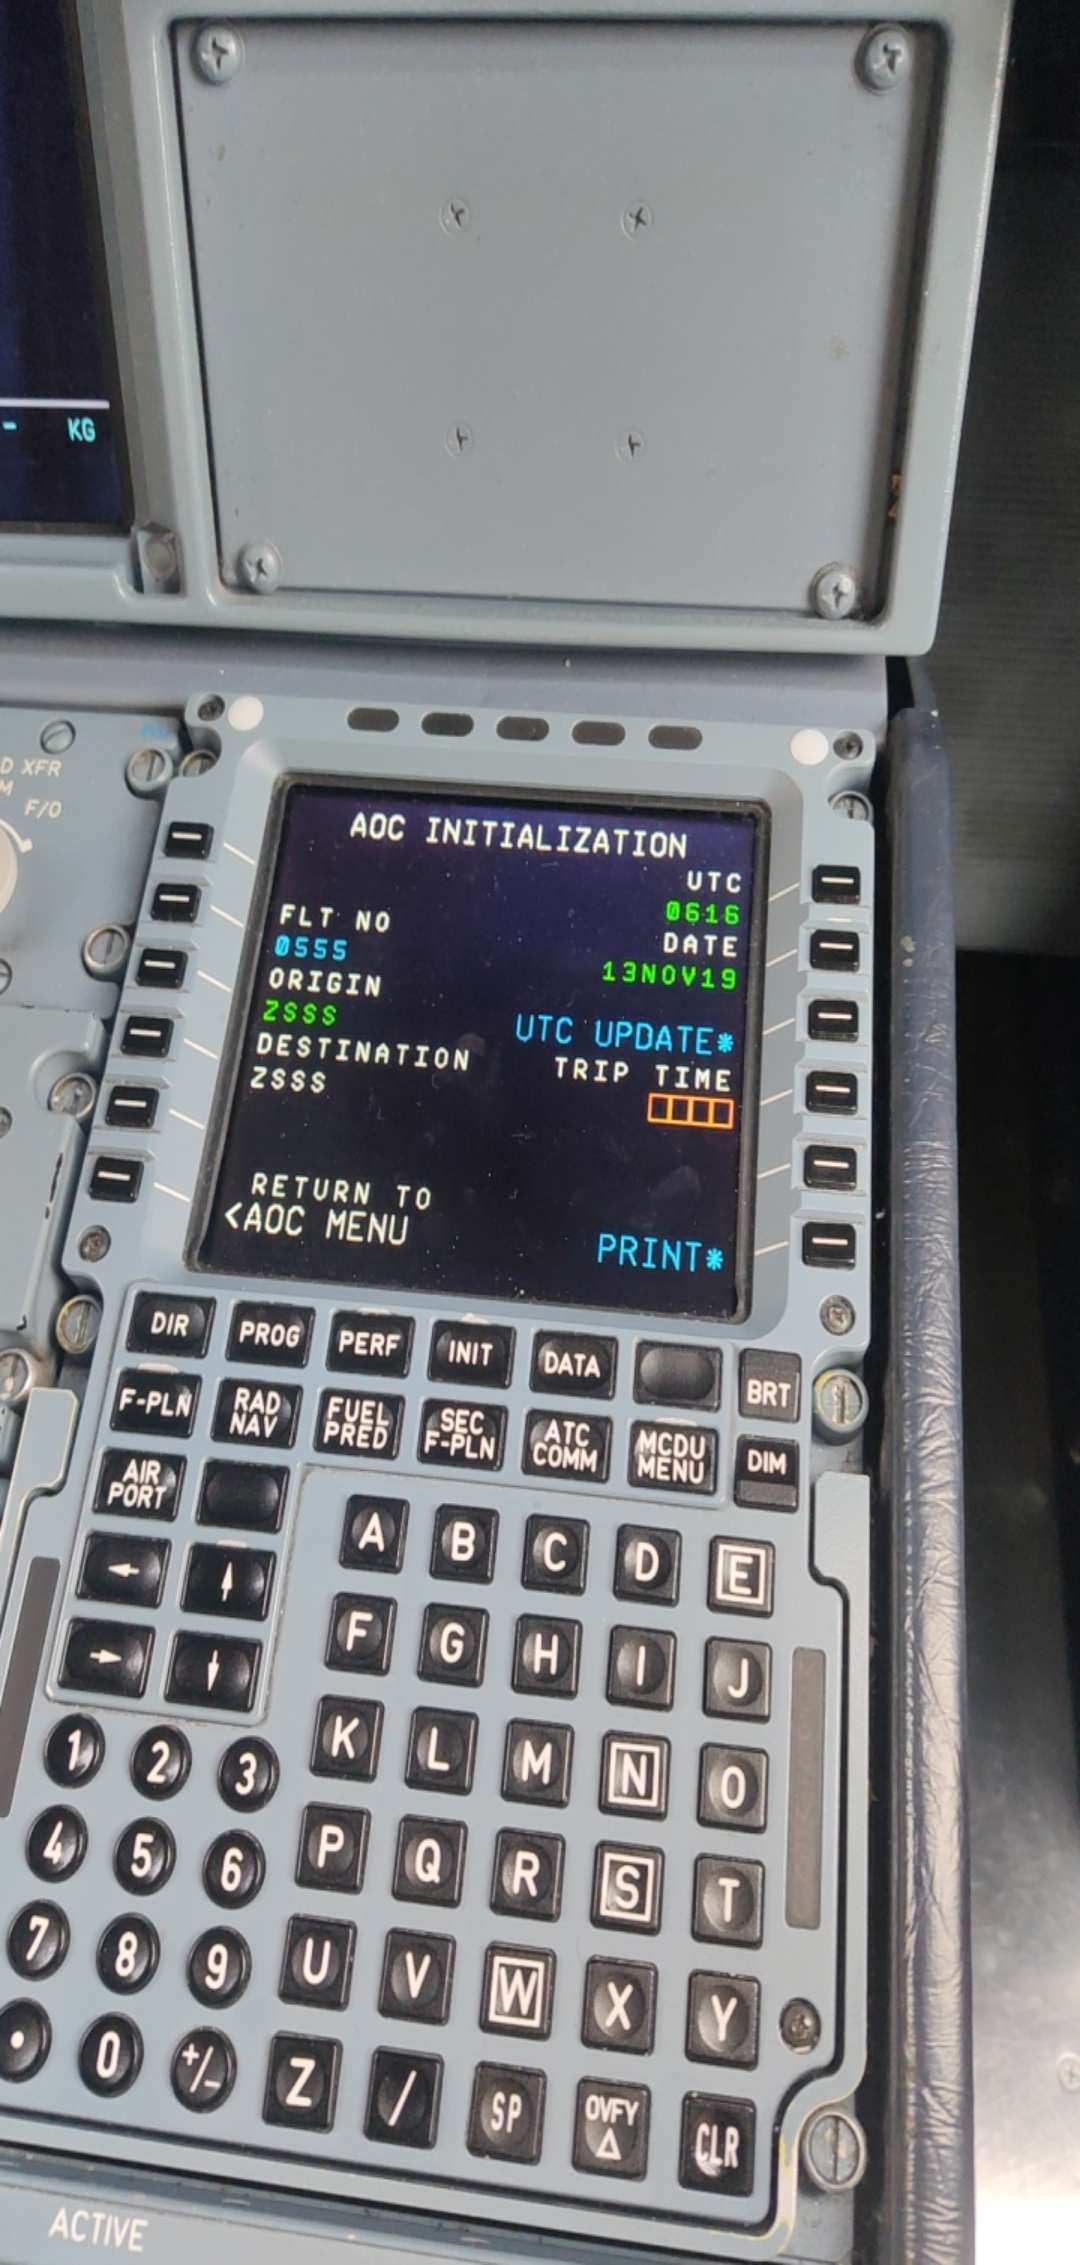 - KG
D XFR
M
F/O
AOC INITIALIZATION
UTC
FLT NO 0616
0555 DATE
ORIGIN 13NOV19
ZSSS
UTC UPDATE*
DESTINATION TRIP TIME
ZSSS
RETURN TO
<AOC MENU
PRINT*
DIR PROG PERF INIT DATA
BRT
F-PLN RAD NAV FUEL PRED SEC F-PLN ATC COMM MCDU MENU DIM
AIR PORT
← ↑
→ ↓
A B C D E
F G H I J
K L M N O
P Q R S T
U V W X Y
Z / SP OVFY Δ CLR
1 2 3
4 5 6
7 8 9
. 0 +/-
ACTIVE